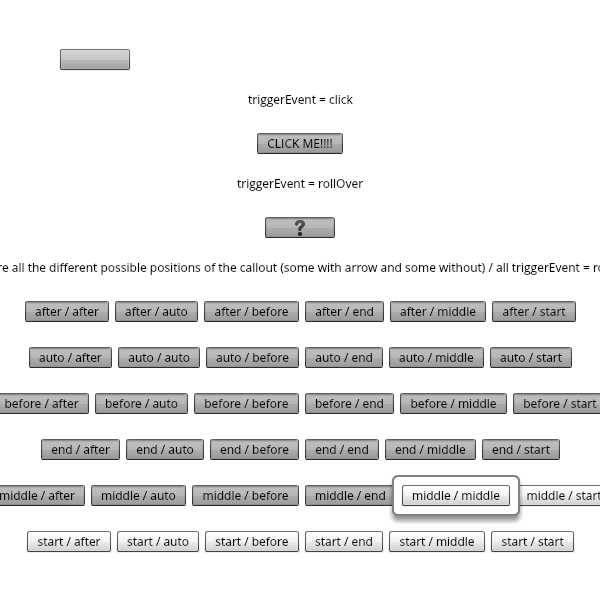 triggerEvent = click
CLICK ME!!!!
triggerEvent = rollOver
?
all the different possible positions of the callout (some with arrow and some without) / all triggerEvent =
after / after after / auto after / before after / end after / middle after / start
auto / after auto / auto auto / before auto / end auto / middle auto / start
before / after before / auto before / before before / end before / middle before / start
end / after end / auto end / before end / end end / middle end / start
middle / after middle / auto middle / before middle / end middle / middle middle / start
start / after start / auto start / before start / end start / middle start / start